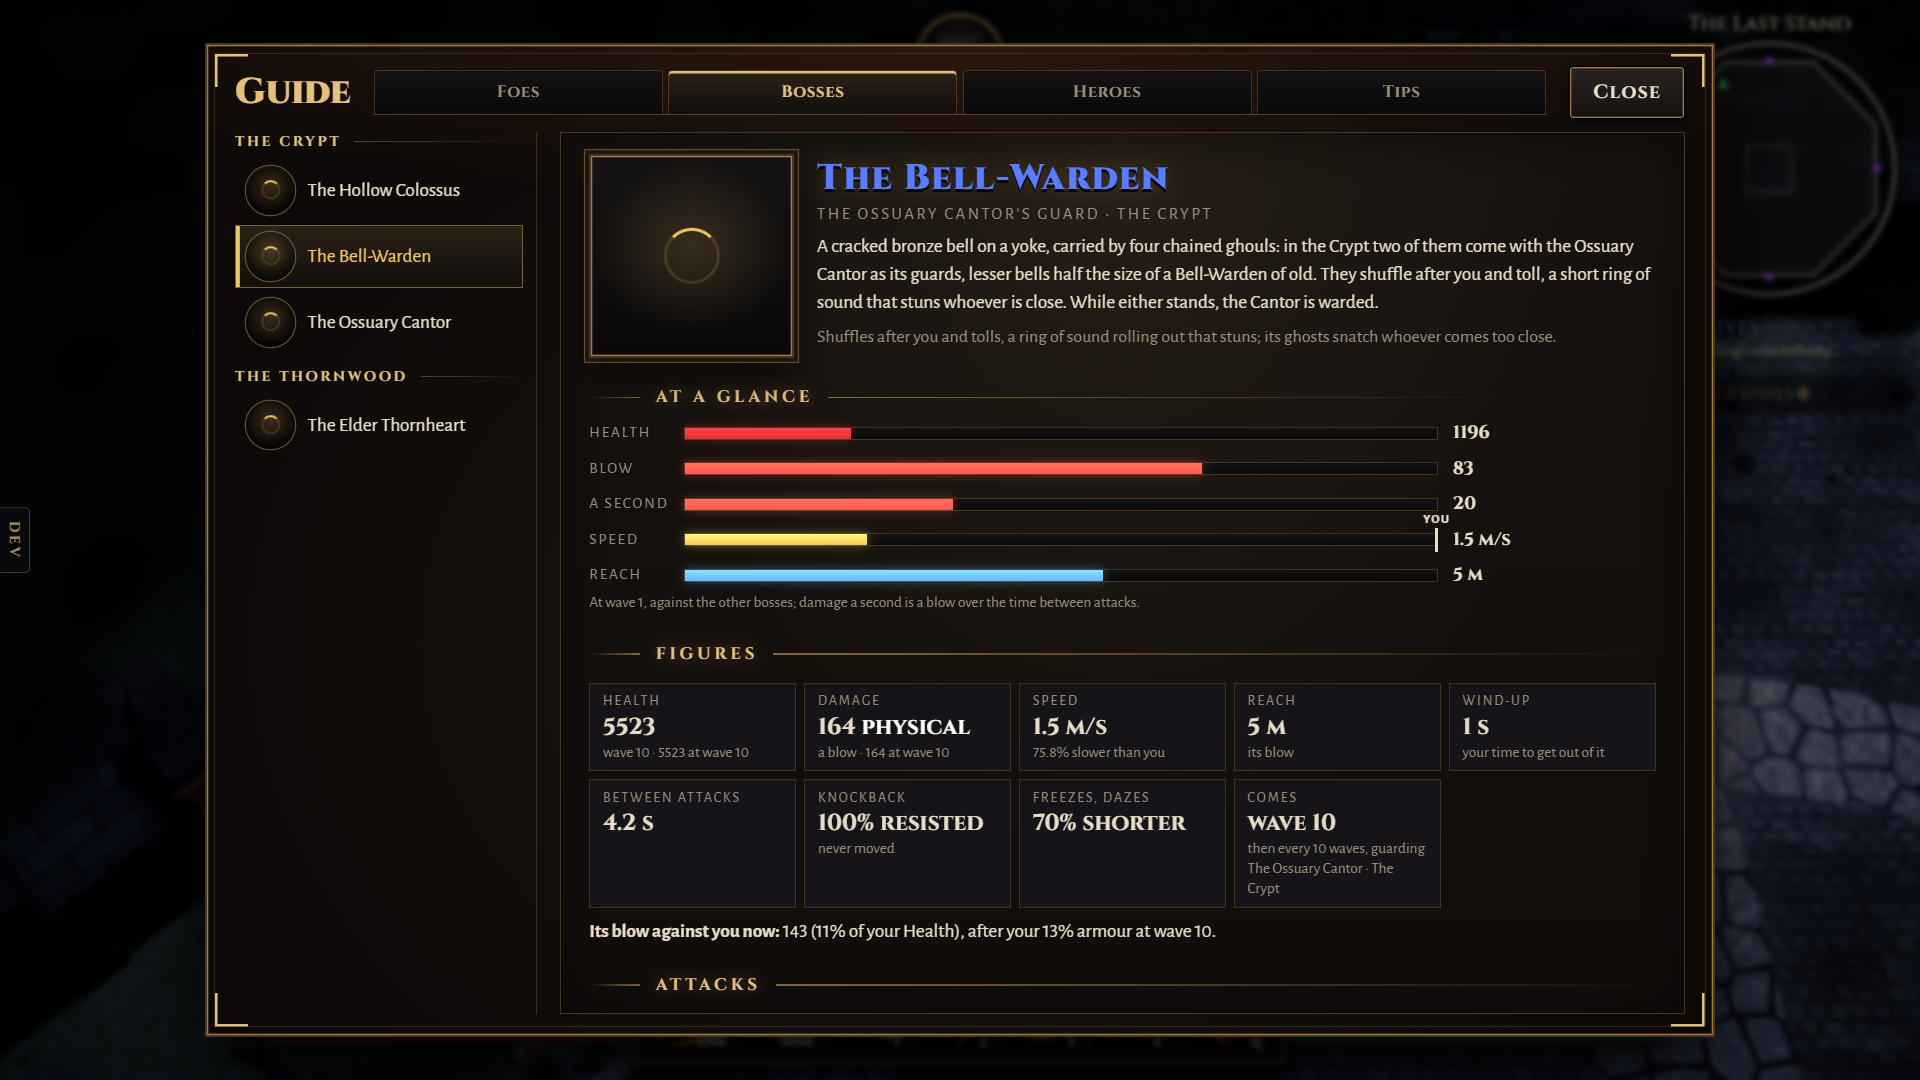 THE LAST STAND
GUIDE
FOES
BOSSES
HEROES
TIPS
CLOSE
THE CRYPT
The Hollow Colossus
The Bell-Warden
The Ossuary Cantor
THE THORNWOOD
The Elder Thornheart
DEV
THE BELL-WARDEN
THE OSSUARY CANTOR'S GUARD · THE CRYPT
A cracked bronze bell on a yoke, carried by four chained ghouls: in the Crypt two of them come with the Ossuary
Cantor as its guards, lesser bells half the size of a Bell-Warden of old. They shuffle after you and toll, a short ring of
sound that stuns whoever is close. While either stands, the Cantor is warded.
Shuffles after you and tolls, a ring of sound rolling out that stuns; its ghosts snatch whoever comes too close.
AT A GLANCE
HEALTH 1196
BLOW 83
A SECOND 20
YOU
SPEED 1.5 M/S
REACH 5 M
At wave 1, against the other bosses; damage a second is a blow over the time between attacks.
FIGURES
HEALTH
5523
wave 10 · 5523 at wave 10
DAMAGE
164 PHYSICAL
a blow · 164 at wave 10
SPEED
1.5 M/S
75.8% slower than you
REACH
5 M
its blow
WIND-UP
1 S
your time to get out of it
BETWEEN ATTACKS
4.2 S
KNOCKBACK
100% RESISTED
never moved
FREEZES, DAZES
70% SHORTER
COMES
WAVE 10
then every 10 waves, guarding
The Ossuary Cantor · The
Crypt
Its blow against you now: 143 (11% of your Health), after your 13% armour at wave 10.
ATTACKS